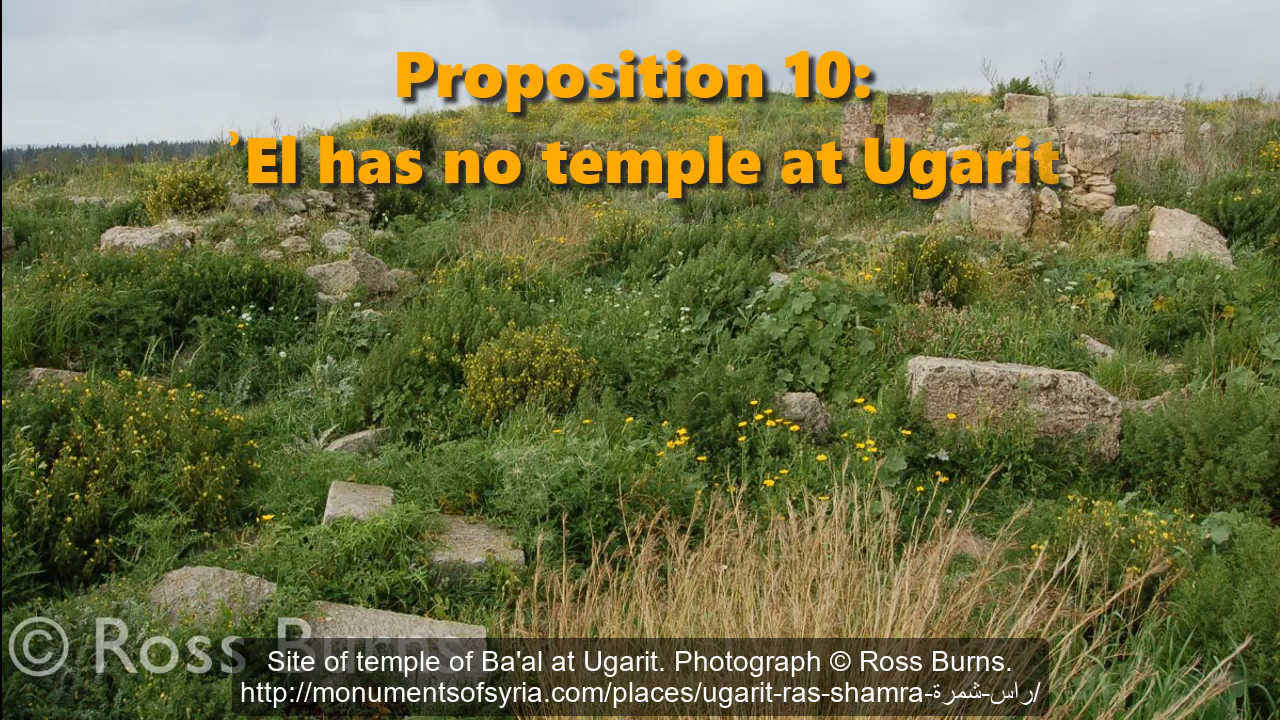 Proposition 10:
ʾEl has no temple at Ugarit
© Ross Burns
Site of temple of Ba'al at Ugarit. Photograph © Ross Burns.
http://monumentsofsyria.com/places/ugarit-ras-shamra-راس-شمرة/